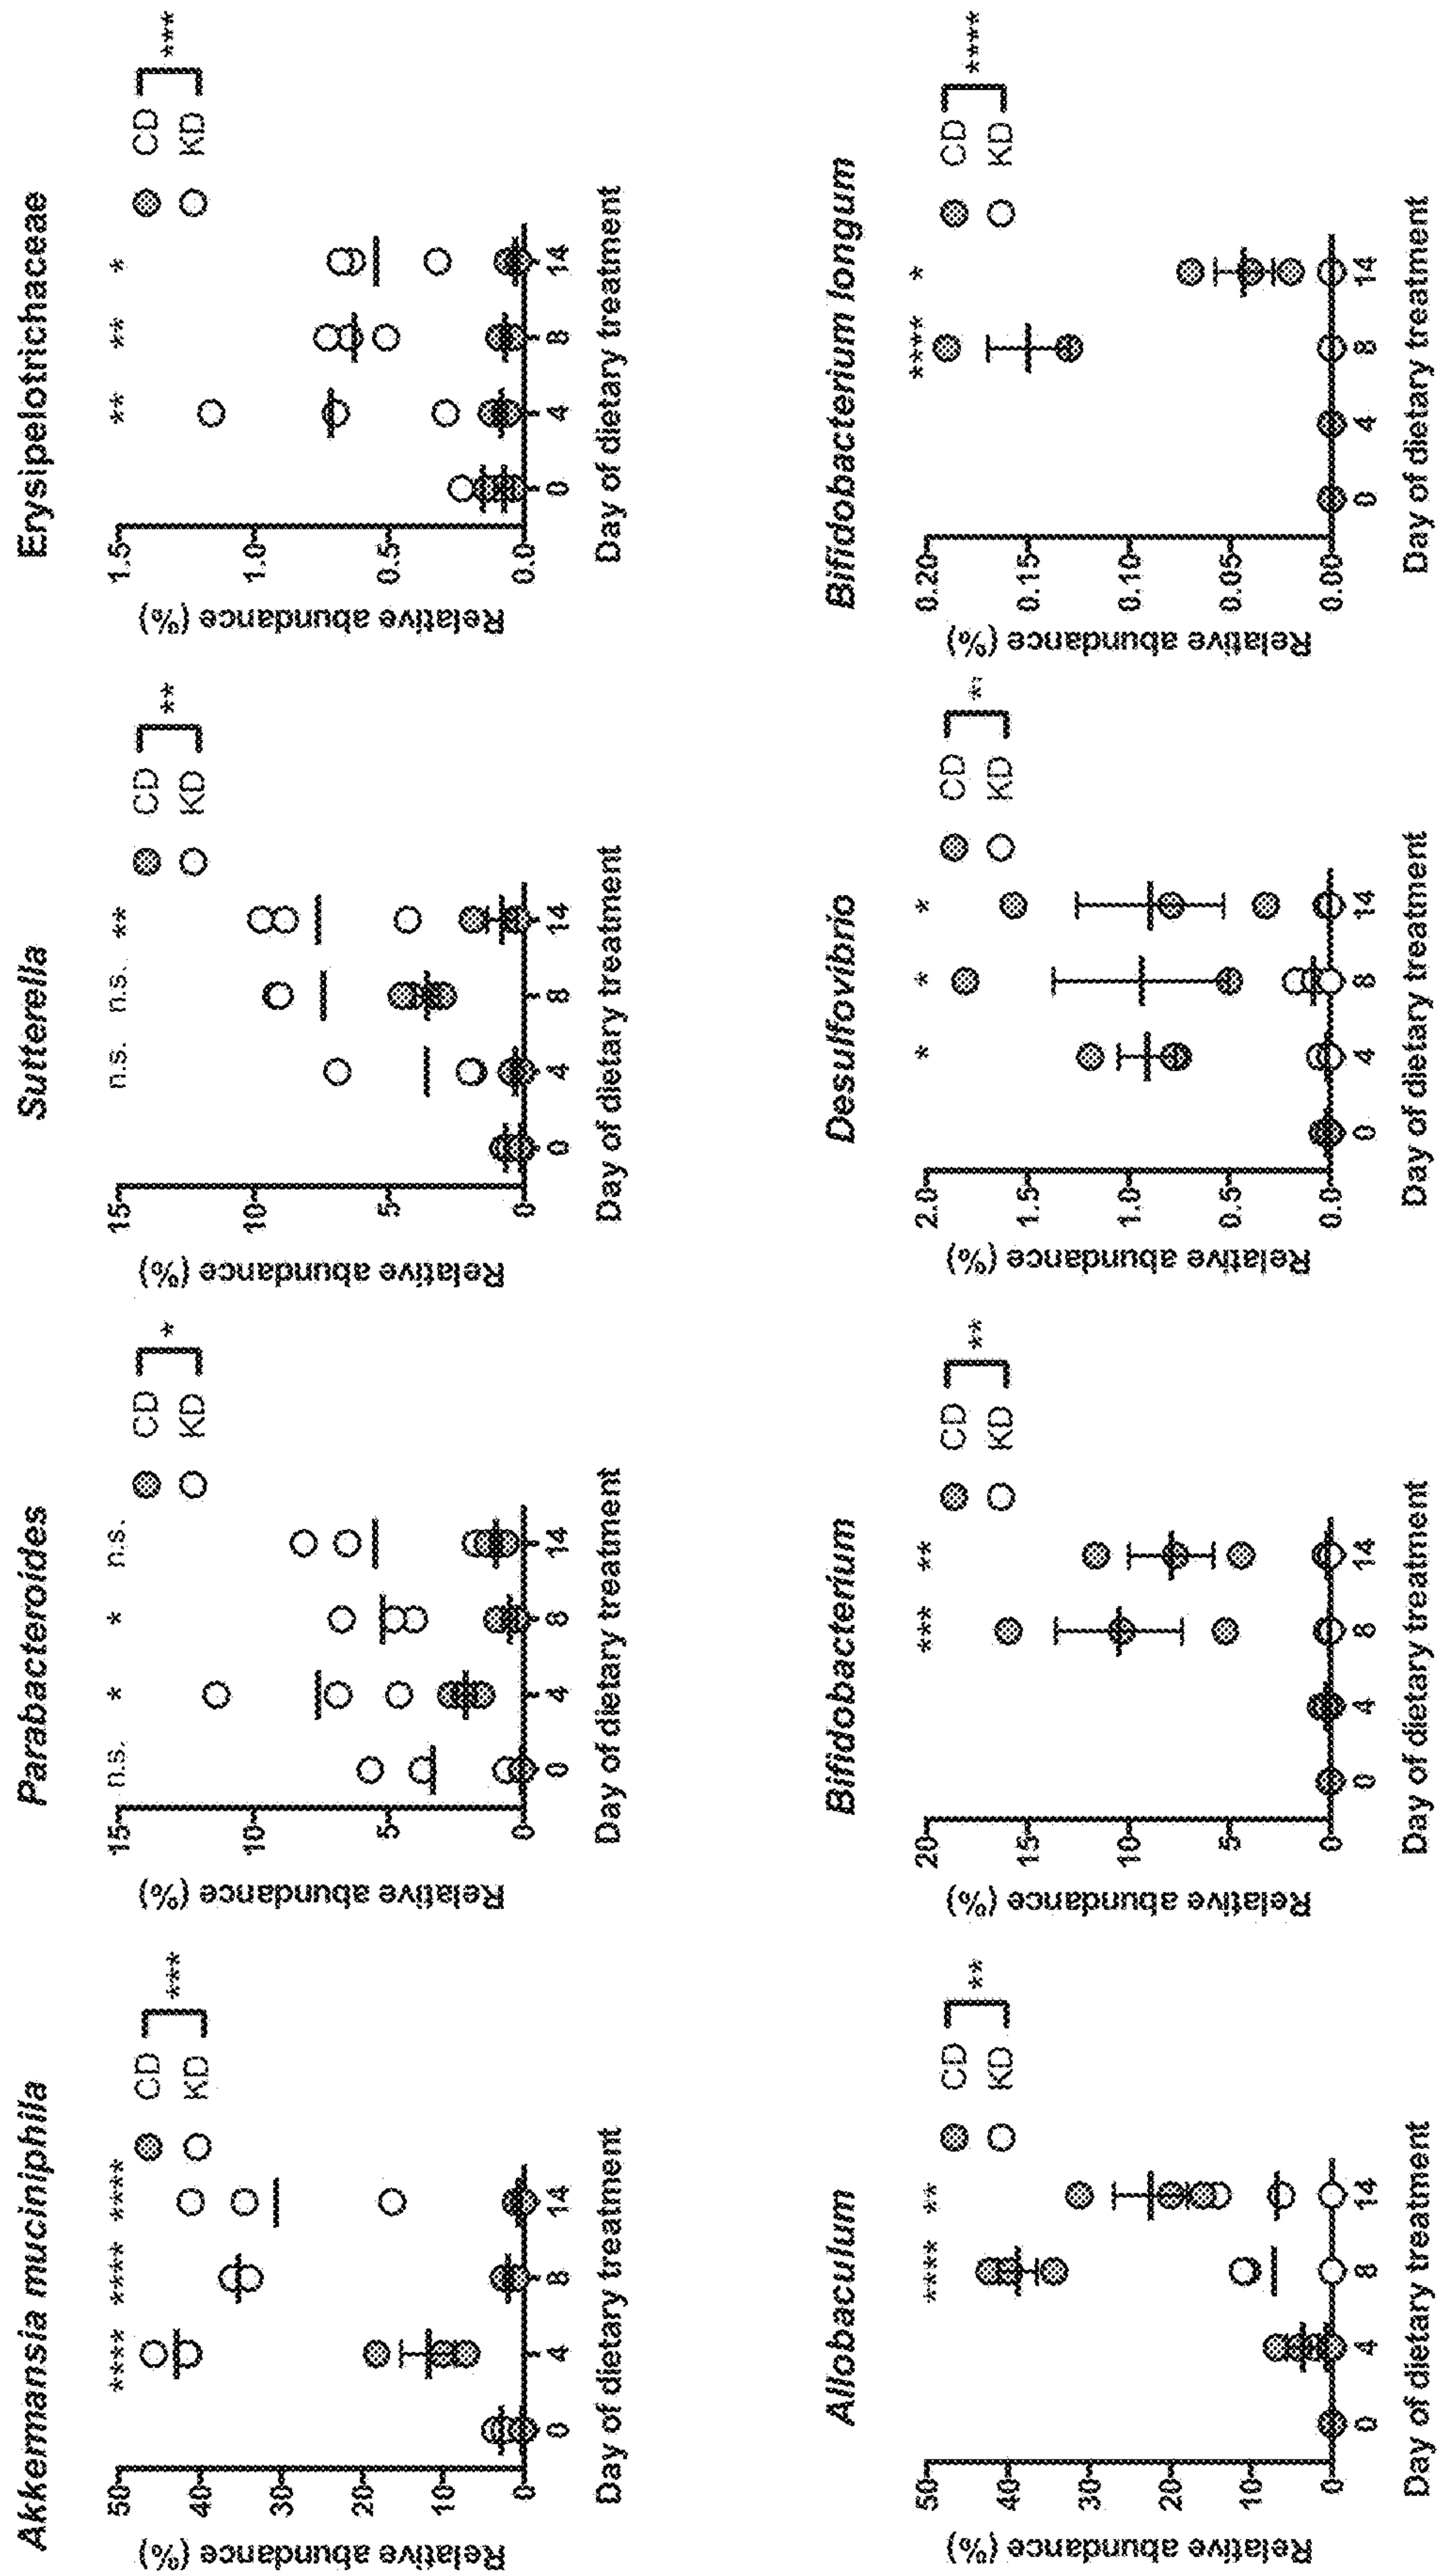 Akkermansia muciniphila
Relative abundance (%)
50
40
30
20
10
0
**** **** ****
CD
KD
***
0 4 8 14
Day of dietary treatment
Parabacteroides
Relative abundance (%)
15
10
5
0
n.s. * * n.s.
CD
KD
*
0 4 8 14
Day of dietary treatment
Sutterella
Relative abundance (%)
15
10
5
0
n.s. n.s. **
CD
KD
**
0 4 8 14
Day of dietary treatment
Erysipelotrichaceae
Relative abundance (%)
1.5
1.0
0.5
0.0
** ** *
CD
KD
***
0 4 8 14
Day of dietary treatment
Allobaculum
Relative abundance (%)
50
40
30
20
10
0
**** **
CD
KD
**
0 4 8 14
Day of dietary treatment
Bifidobacterium
Relative abundance (%)
20
15
10
5
0
*** **
CD
KD
**
0 4 8 14
Day of dietary treatment
Desulfovibrio
Relative abundance (%)
2.0
1.5
1.0
0.5
0.0
* * *
CD
KD
0 4 8 14
Day of dietary treatment
Bifidobacterium longum
Relative abundance (%)
0.20
0.15
0.10
0.05
0.00
**** *
CD
KD
****
0 4 8 14
Day of dietary treatment